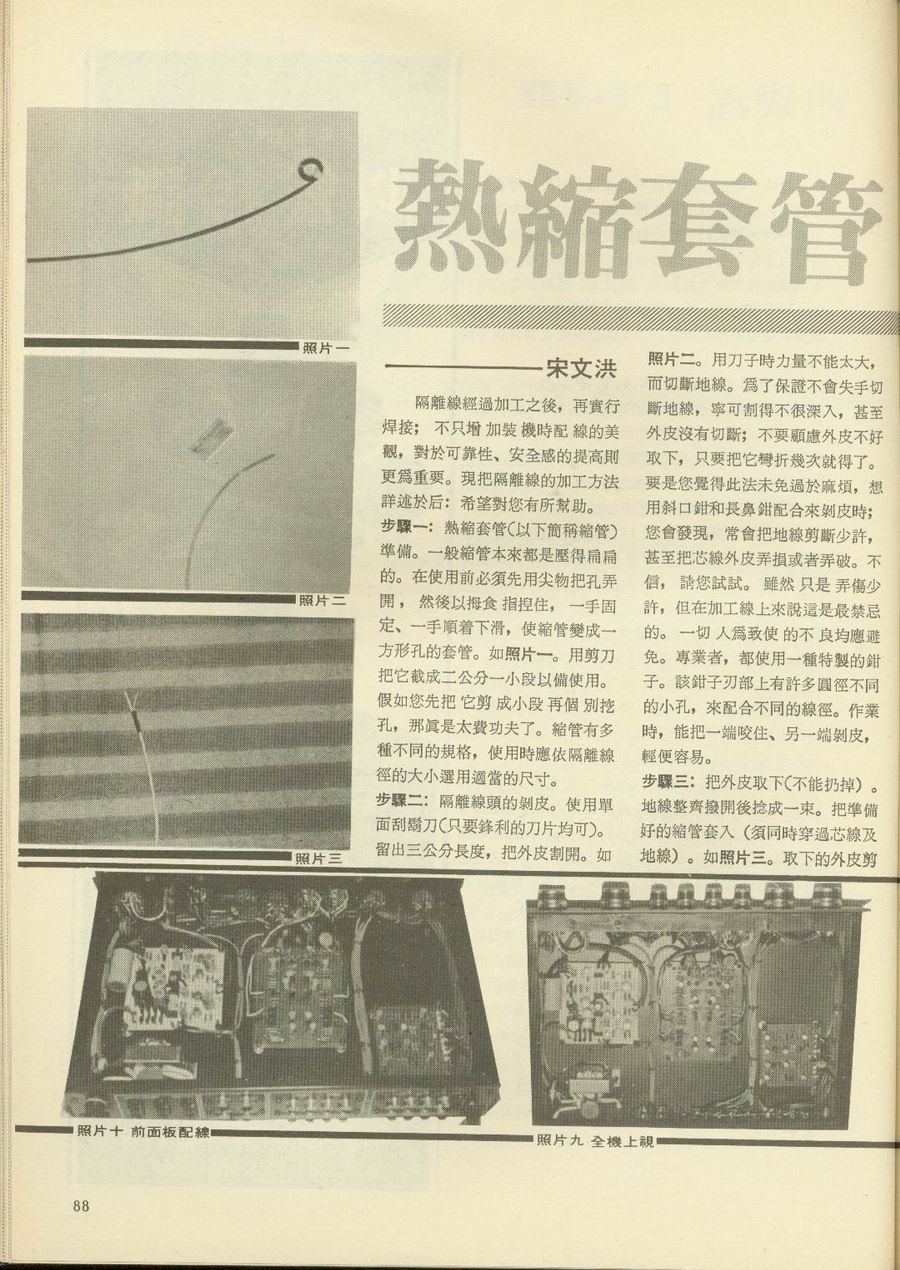 熱縮套管
宋文洪
隔離線經過加工之後，再實行
焊接；不只增加裝機時配線的美
觀，對於可靠性、安全感的提高則
更爲重要。現把隔離線的加工方法
詳述於后：希望對您有所幫助。
步驟一：熱縮套管(以下簡稱縮管)
準備。一般縮管本來都是壓得扁扁
的。在使用前必須先用尖物把孔弄
開，然後以拇食指捏住，一手固
定、一手順着下滑，使縮管變成一
方形孔的套管。如照片一。用剪刀
把它截成二公分一小段以備使用。
假如您先把它剪成小段再個別挖
孔，那眞是太費功夫了。縮管有多
種不同的規格，使用時應依隔離線
徑的大小選用適當的尺寸。
步驟二：隔離線頭的剝皮。使用單
面刮鬍刀(只要鋒利的刀片均可)。
留出三公分長度，把外皮割開。如
照片二。用刀子時力量不能太大，
而切斷地線。爲了保證不會失手切
斷地線，寧可割得不很深入，甚至
外皮沒有切斷；不要顧慮外皮不好
取下，只要把它彎折幾次就得了。
要是您覺得此法未免過於麻煩，想
用斜口鉗和長鼻鉗配合來剝皮時；
您會發現，常會把地線剪斷少許，
甚至把芯線外皮弄損或者弄破。不
信，請您試試。雖然只是弄傷少
許，但在加工線上來說這是最禁忌
的。一切人爲致使的不良均應避
免。專業者，都使用一種特製的鉗
子。該鉗子刃部上有許多圓徑不同
的小孔，來配合不同的線徑。作業
時，能把一端咬住、另一端剝皮，
輕便容易。
步驟三：把外皮取下(不能扔掉)。
地線整齊撥開後捻成一束。把準備
好的縮管套入（須同時穿過芯線及
地線）。如照片三。取下的外皮剪
照片一
照片二
照片三
照片十 前面板配線
照片九 全機上視
88